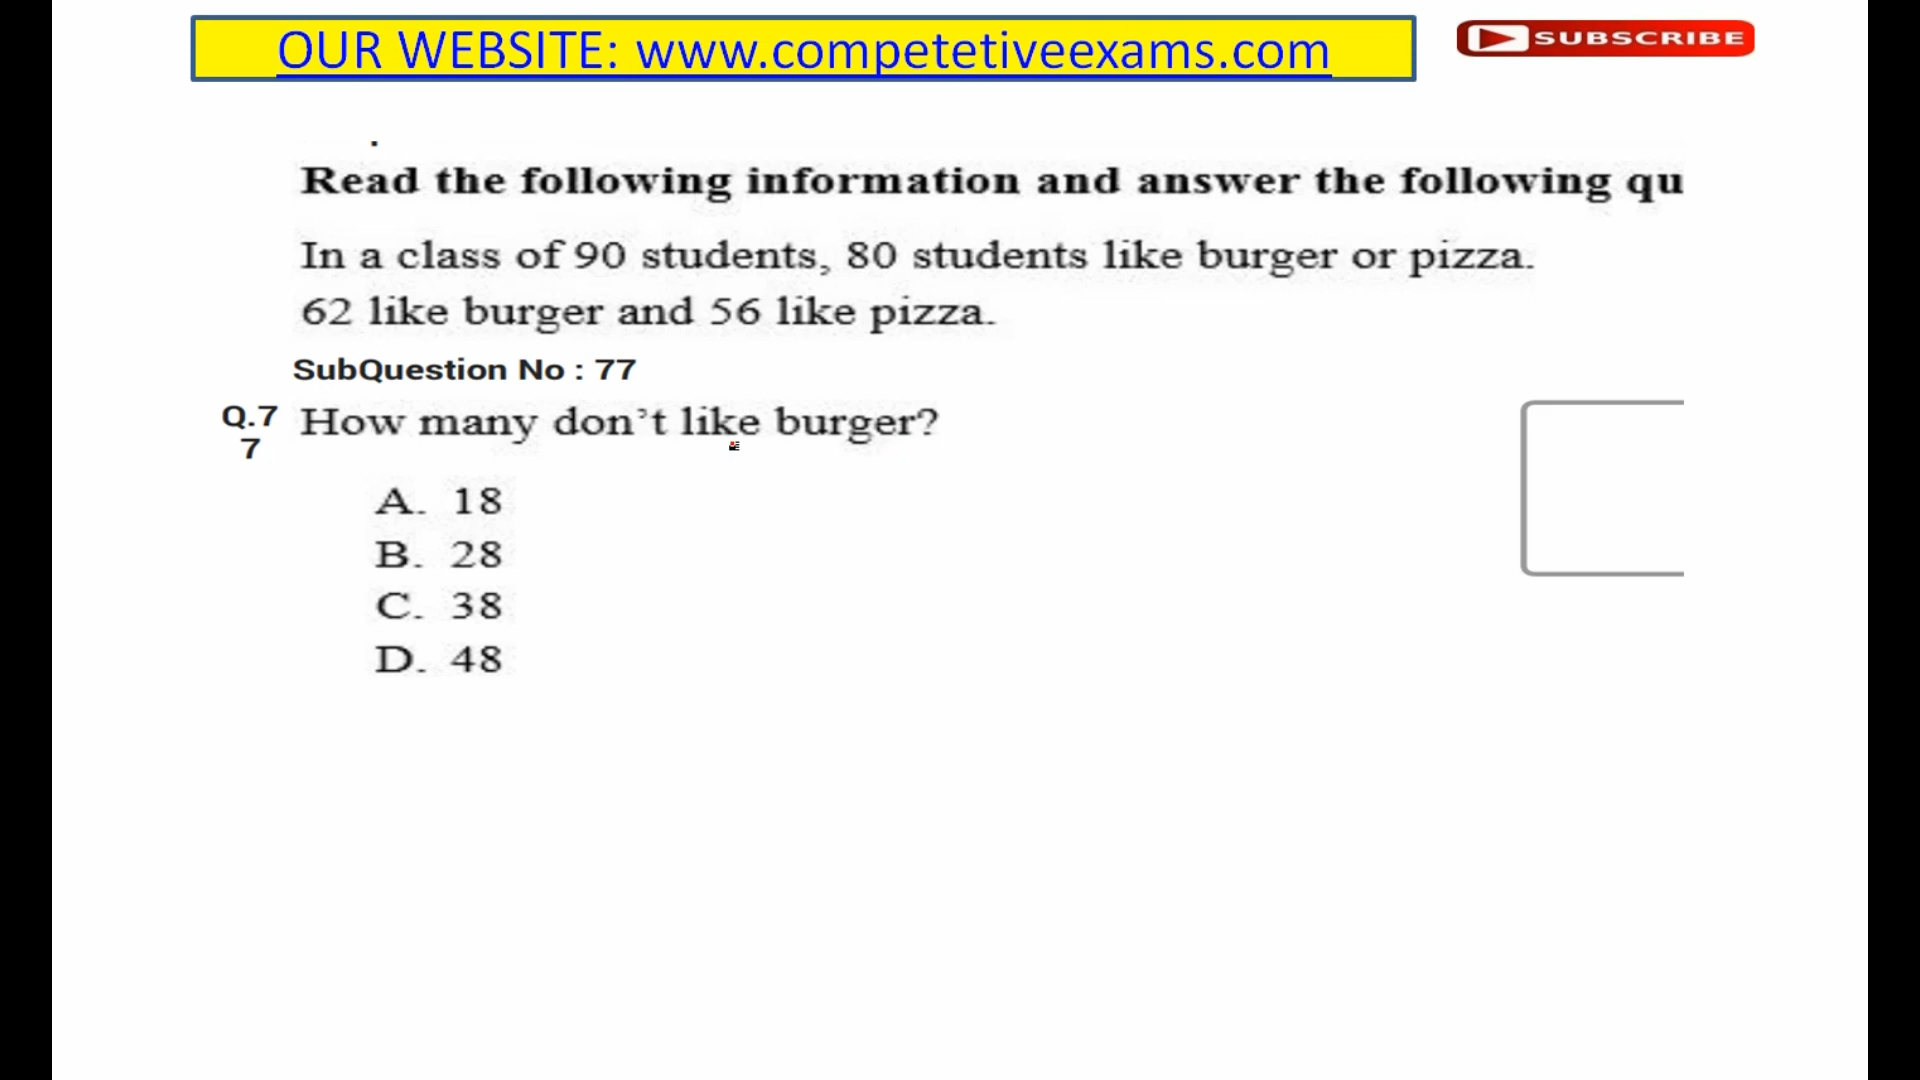 OUR WEBSITE: www.competetiveexams.com
SUBSCRIBE
Read the following information and answer the following qu
In a class of 90 students, 80 students like burger or pizza.
62 like burger and 56 like pizza.
SubQuestion No : 77
Q.7
7
How many don’t like burger?
A. 18
B. 28
C. 38
D. 48